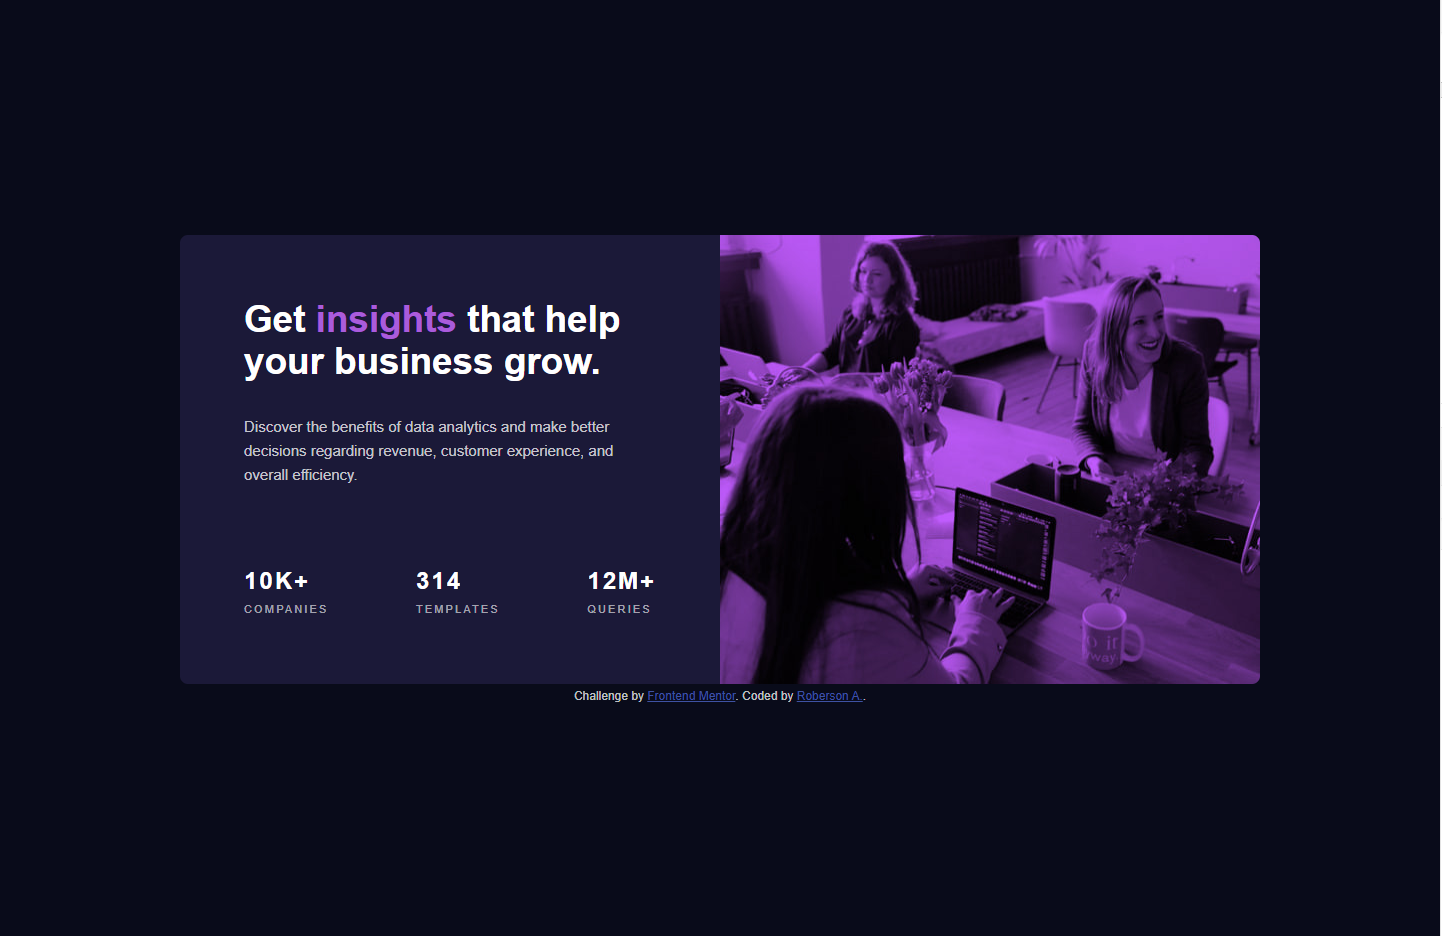 Get insights that help
your business grow.
Discover the benefits of data analytics and make better
decisions regarding revenue, customer experience, and
overall efficiency.
10K+ 314 12M+
COMPANIES TEMPLATES QUERIES
Challenge by Frontend Mentor. Coded by Roberson A..